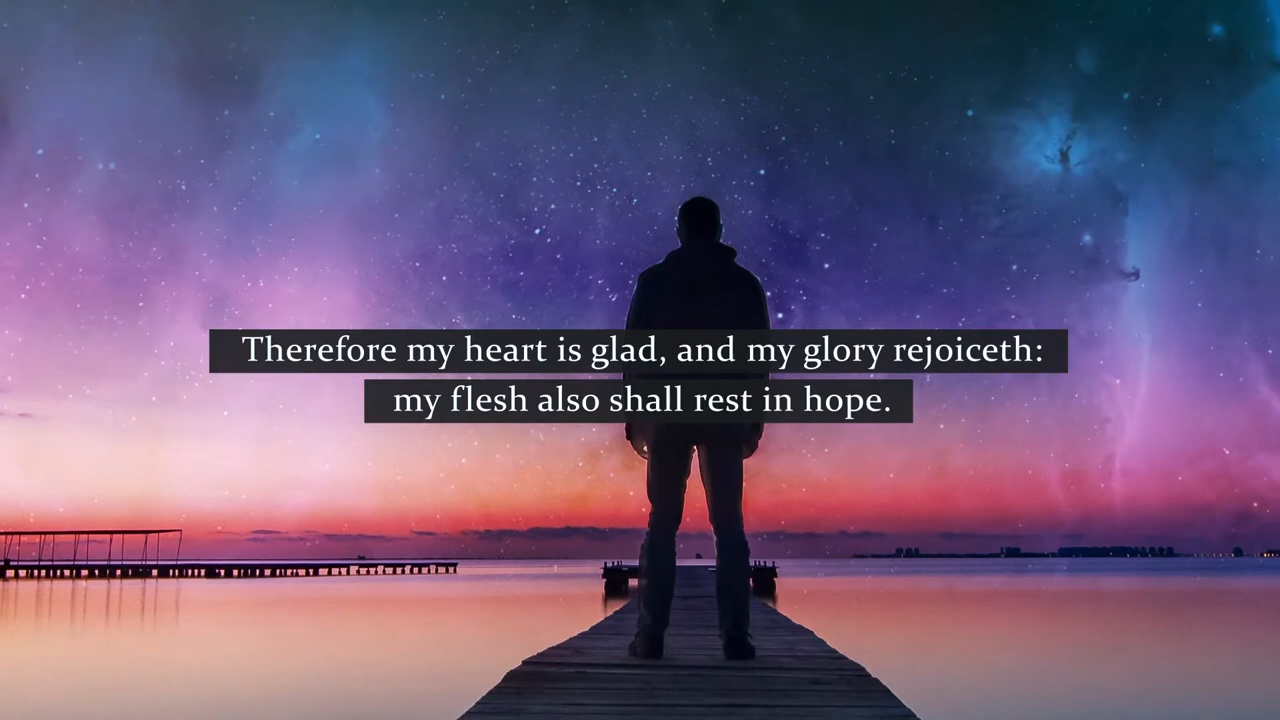 Therefore my heart is glad, and my glory rejoiceth:
my flesh also shall rest in hope.